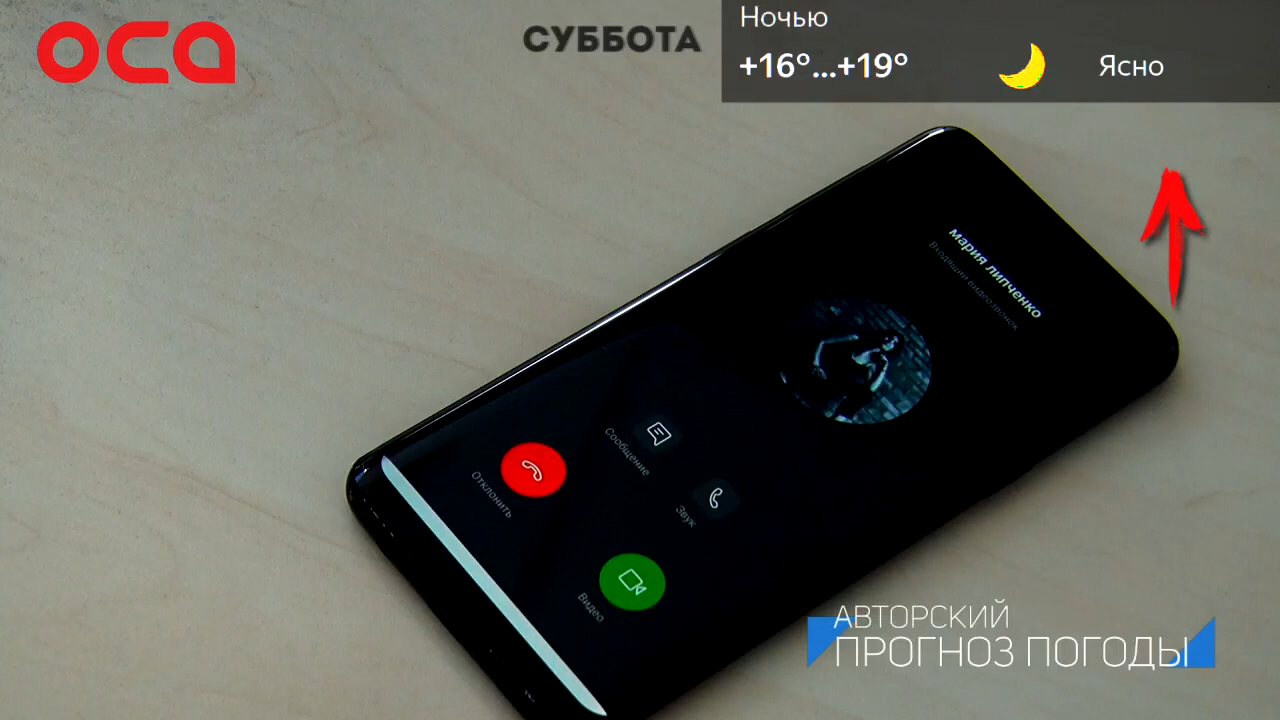 оса
СУББОТА
Ночью
+16°...+19°
Ясно
мария липченко
Входящий видеозвонок
Сообщение
Отклонить
Звук
Видео
АВТОРСКИЙ
ПРОГНОЗ ПОГОДЫ